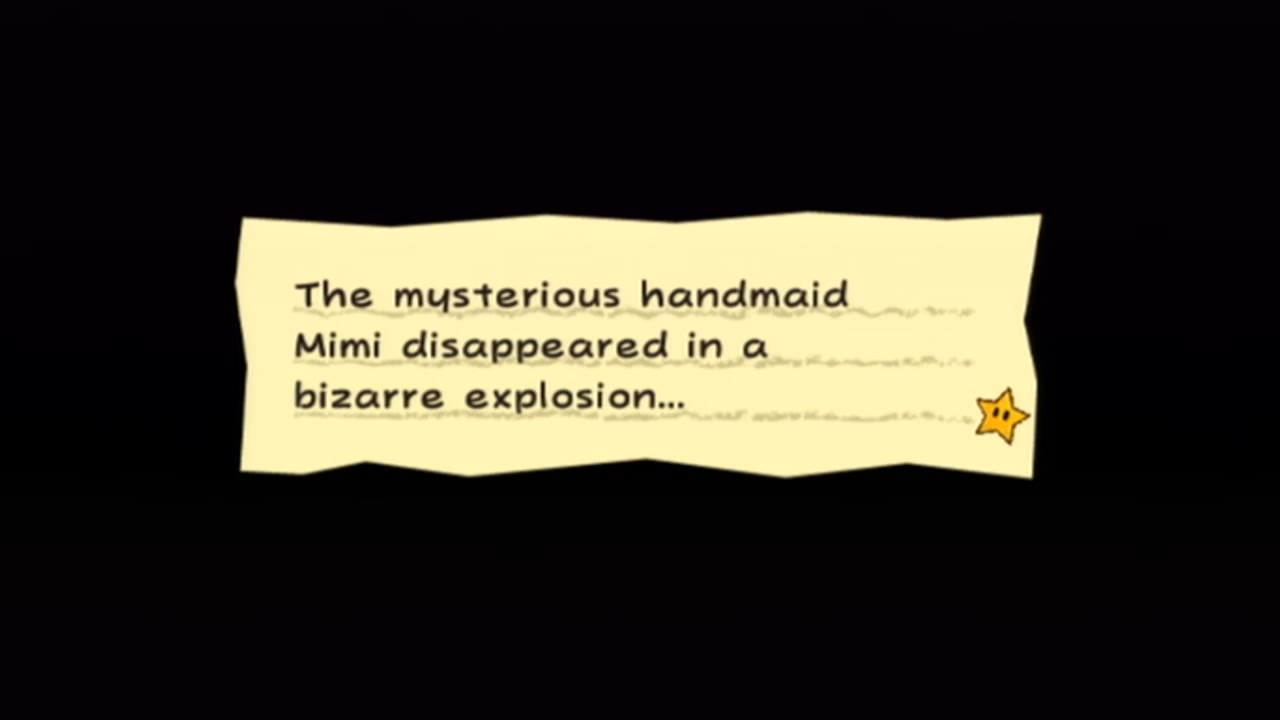 The mysterious handmaid
Mimi disappeared in a
bizarre explosion...